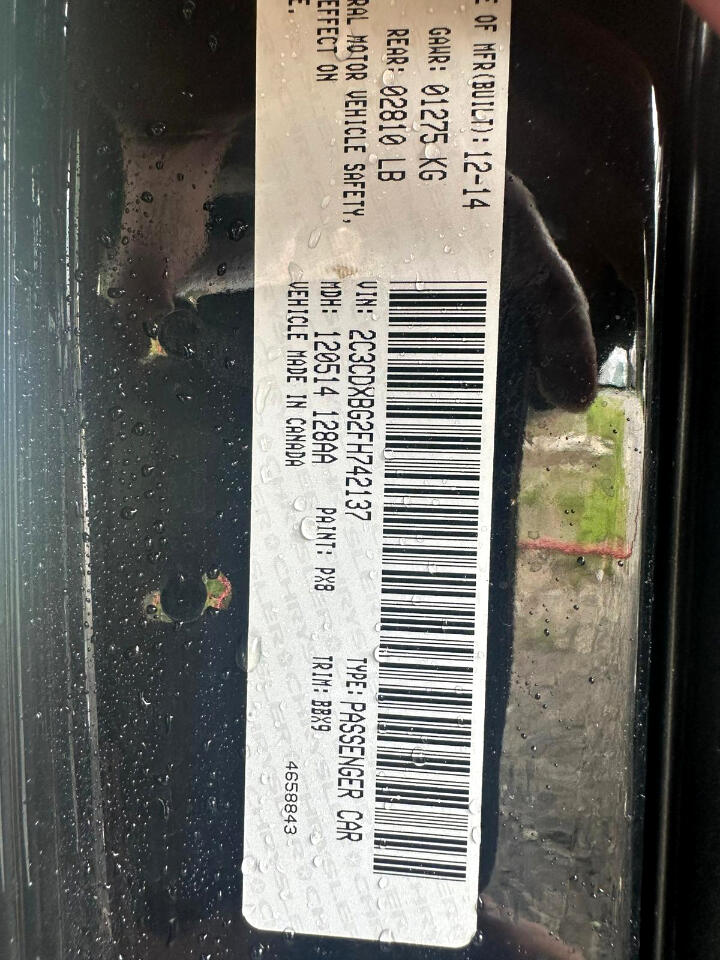 E OF MFR(BUILT): 12-14
GAWR: 01275 KG
REAR: 02810 LB
RAL MOTOR VEHICLE SAFETY,
EFFECT ON
E.
VIN: 2C3CDXBG2FH742137 TYPE: PASSENGER CAR
MDH: 120514 128AA PAINT: PX8 TRIM: BBX9
VEHICLE MADE IN CANADA 4658843